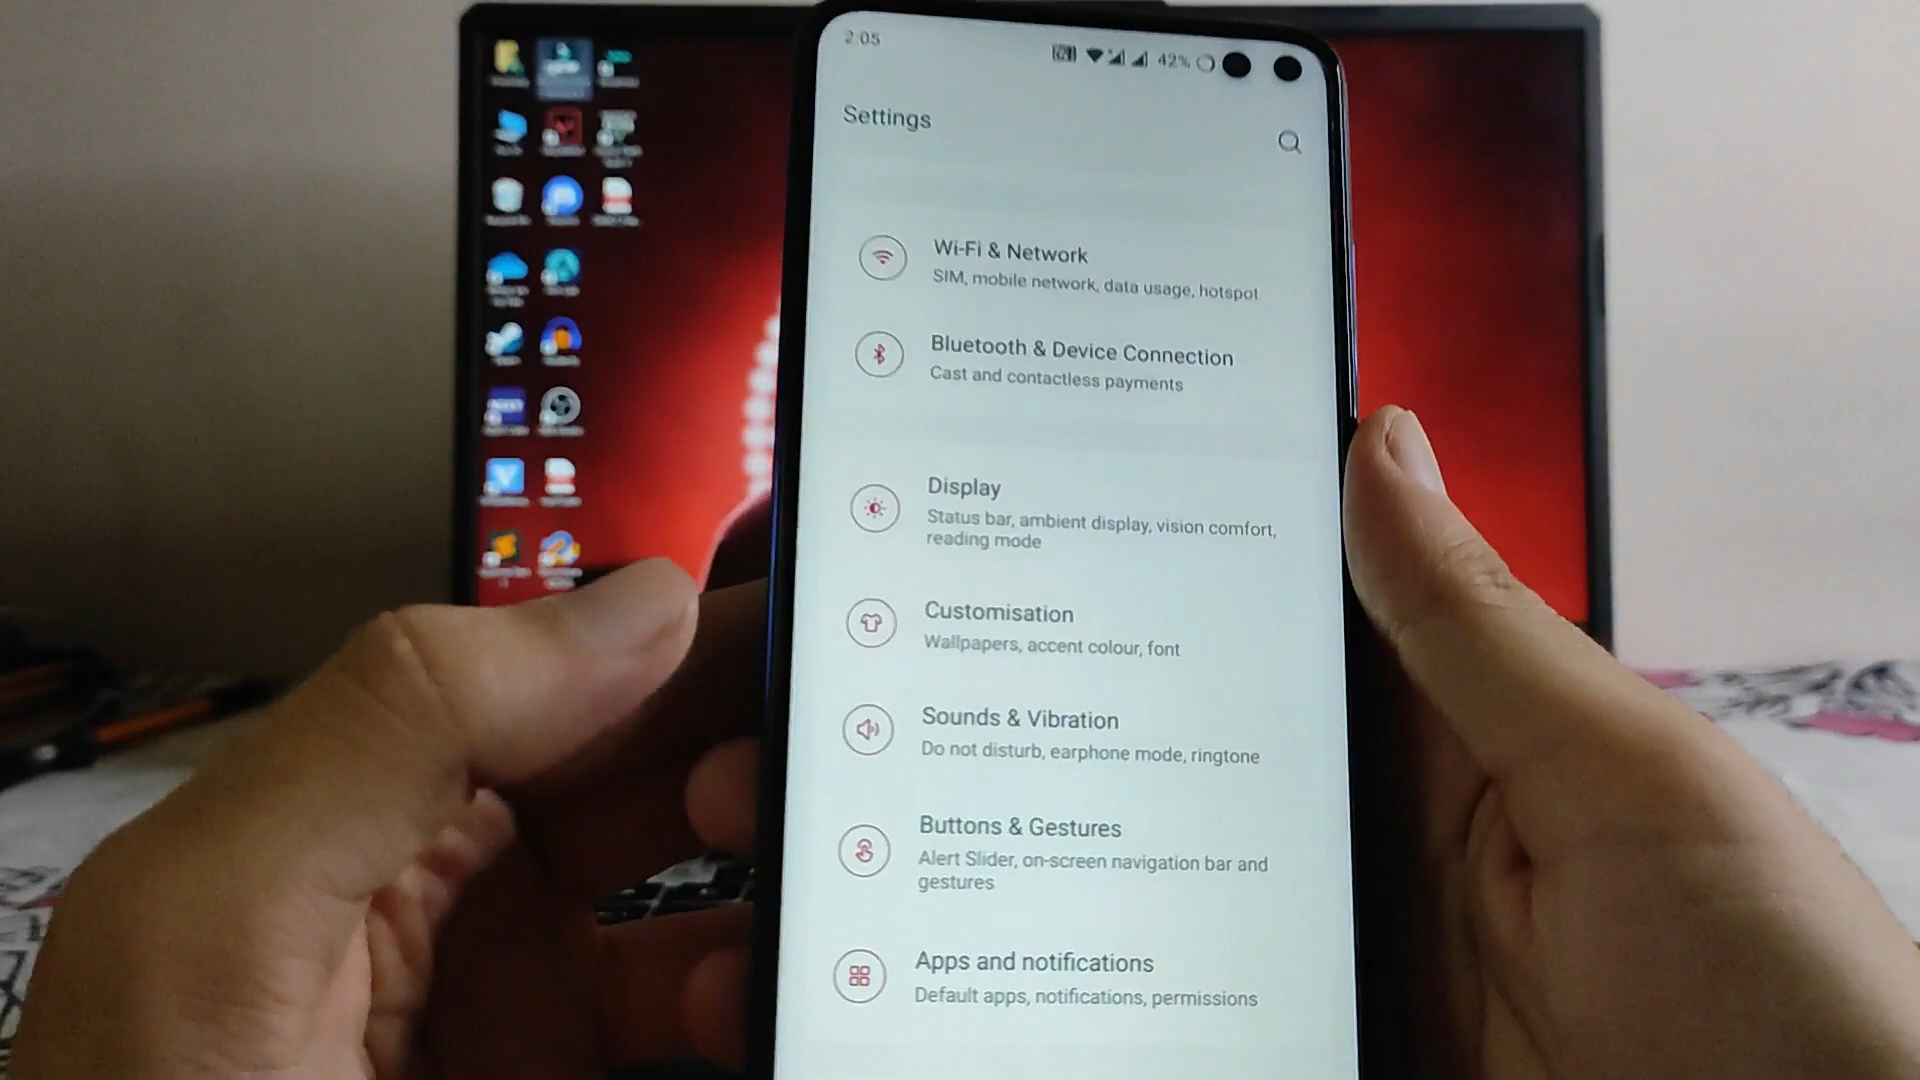 2:05
42%
Settings
Wi-Fi & Network
SIM, mobile network, data usage, hotspot
Bluetooth & Device Connection
Cast and contactless payments
Display
Status bar, ambient display, vision comfort,
reading mode
Customisation
Wallpapers, accent colour, font
Sounds & Vibration
Do not disturb, earphone mode, ringtone
Buttons & Gestures
Alert Slider, on-screen navigation bar and
gestures
Apps and notifications
Default apps, notifications, permissions